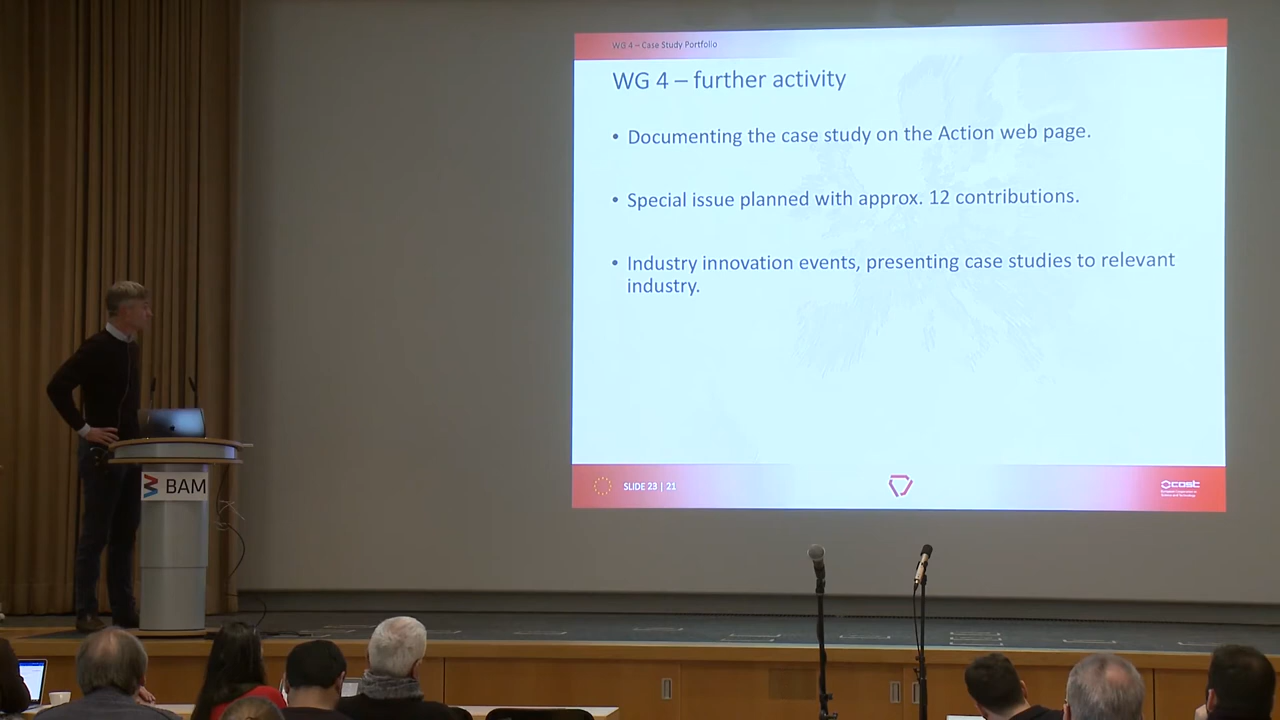 WG 4 – Case Study Portfolio
WG 4 – further activity
• Documenting the case study on the Action web page.
• Special issue planned with approx. 12 contributions.
• Industry innovation events, presenting case studies to relevant
industry.
SLIDE 23 | 21
cost
BAM